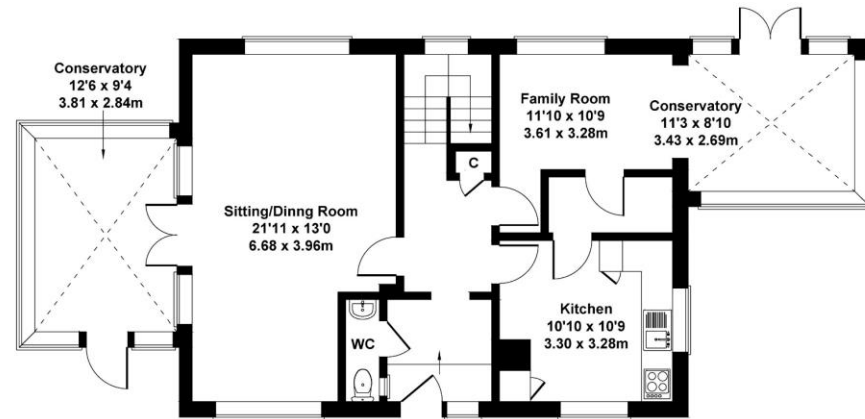 Conservatory
12'6 x 9'4
3.81 x 2.84m
Sitting/Dinng Room
21'11 x 13'0
6.68 x 3.96m
C
WC
Family Room
11'10 x 10'9
3.61 x 3.28m
Conservatory
11'3 x 8'10
3.43 x 2.69m
Kitchen
10'10 x 10'9
3.30 x 3.28m